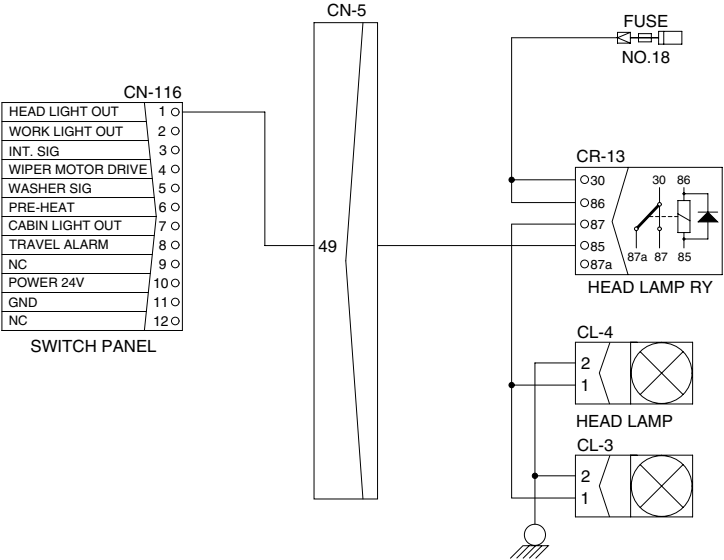 CN-5
FUSE
NO.18
CN-116
HEAD LIGHT OUT 1
WORK LIGHT OUT 2
INT. SIG 3
WIPER MOTOR DRIVE 4
WASHER SIG 5
PRE-HEAT 6
CABIN LIGHT OUT 7
TRAVEL ALARM 8
NC 9
POWER 24V 10
GND 11
NC 12
SWITCH PANEL
49
CR-13
30
86
87
85
87a
30 86
87a 87 85
HEAD LAMP RY
CL-4
2
1
HEAD LAMP
CL-3
2
1